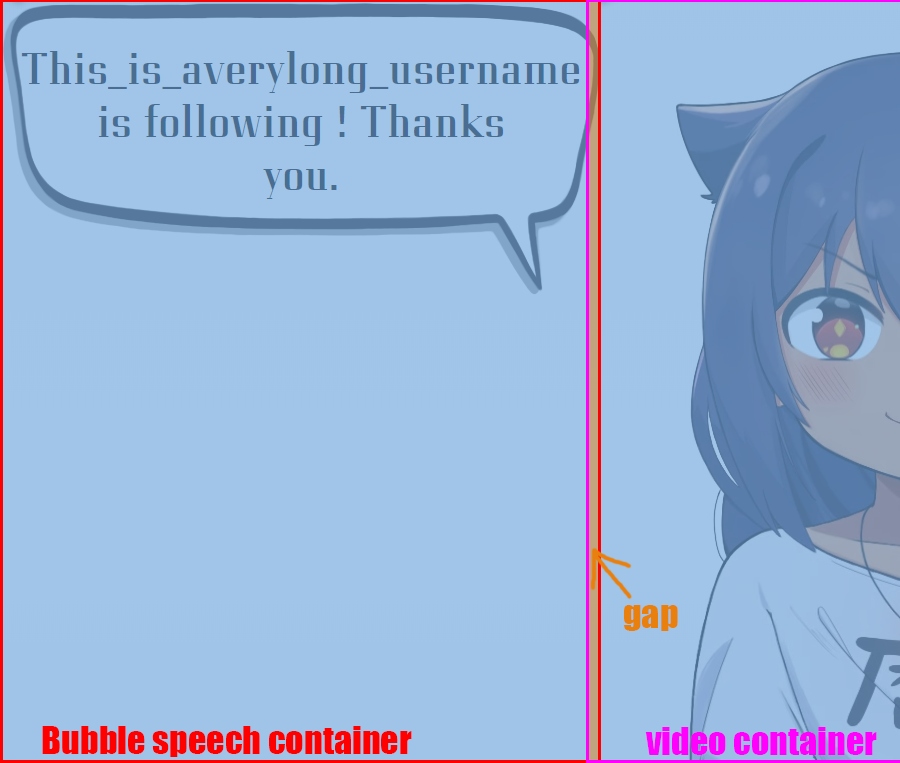 This_is_averylong_username
is following ! Thanks
you.
gap
Bubble speech container
video container